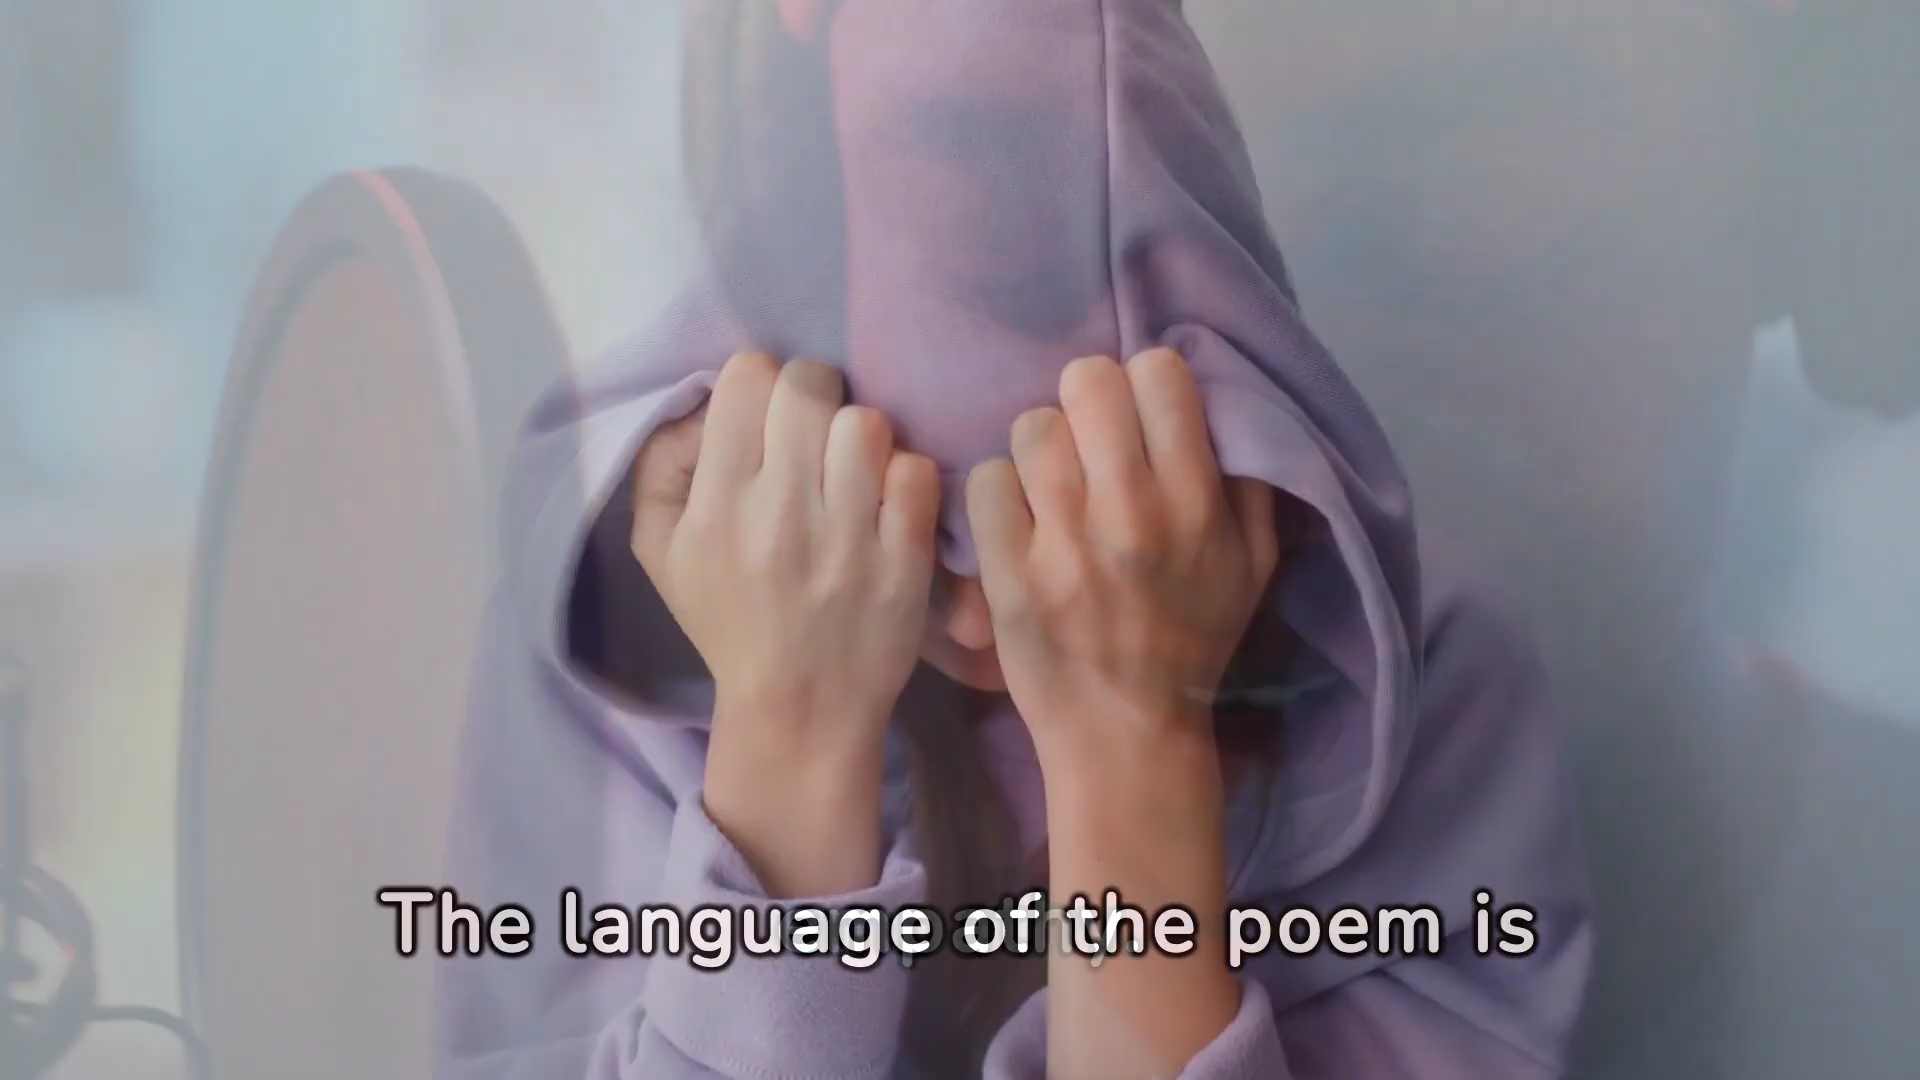 The language of the poem is